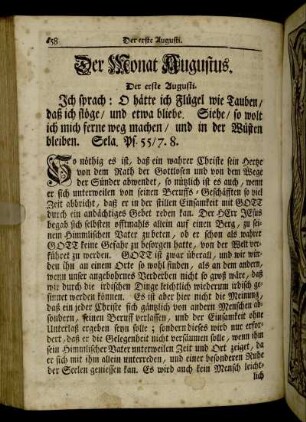 658
Der erste Augusti.
Der Monat Augustus.
Der erste Augusti.
Ich sprach: O hätte ich Flügel wie Tauben/
daß ich flöge/ und etwa bliebe. Siehe/ so wolt
ich mich ferne weg machen/ und in der Wüsten
bleiben. Sela. Ps. 55/7. 8.
So nöthig es ist, daß ein wahrer Christe sein Hertze
von dem Rath der Gottlosen und von dem Wege
der Sünder abwendet, so nützlich ist es auch, wenn
er sich unterweilen von seinen Beruffs-Geschäfften so viel
Zeit abbricht, daß er in der stillen Einsamkeit mit GOTT
durch ein andächtiges Gebet reden kan. Der HErr JEsus
begab sich selbsten offtmahls allein auf einen Berg, zu sei-
nem Himmlischen Vater zu beten, ob er schon als wahrer
GOTT keine Gefahr zu besorgen hatte, von der Welt ver-
führet zu werden. GOTT ist zwar überall, und wir wür-
den ihn an einem Orte so wohl finden, als an dem andern,
wenn unser angebohrnes Verderben nicht so groß wäre, daß
wir durch die irdischen Dinge leichtlich wiederum irdisch ge-
sinnet werden können. Es ist aber hier nicht die Meinung,
daß ein jeder Christe sich gäntzlich von andern Menschen ab-
sondern, seinen Beruff verlassen, und der Einsamkeit ohne
Unterlaß ergeben seyn solle; sondern dieses wird nur erfor-
dert, daß er die Gelegenheit nicht versäumen solle, wenn ihm
sein Himmlischer Vater unterweilen Zeit und Ort zeiget, da
er sich mit ihm allein unterreden, und einer besonderen Ruhe
der Seelen geniessen kan. Es wird auch kein Mensch leicht-
lich